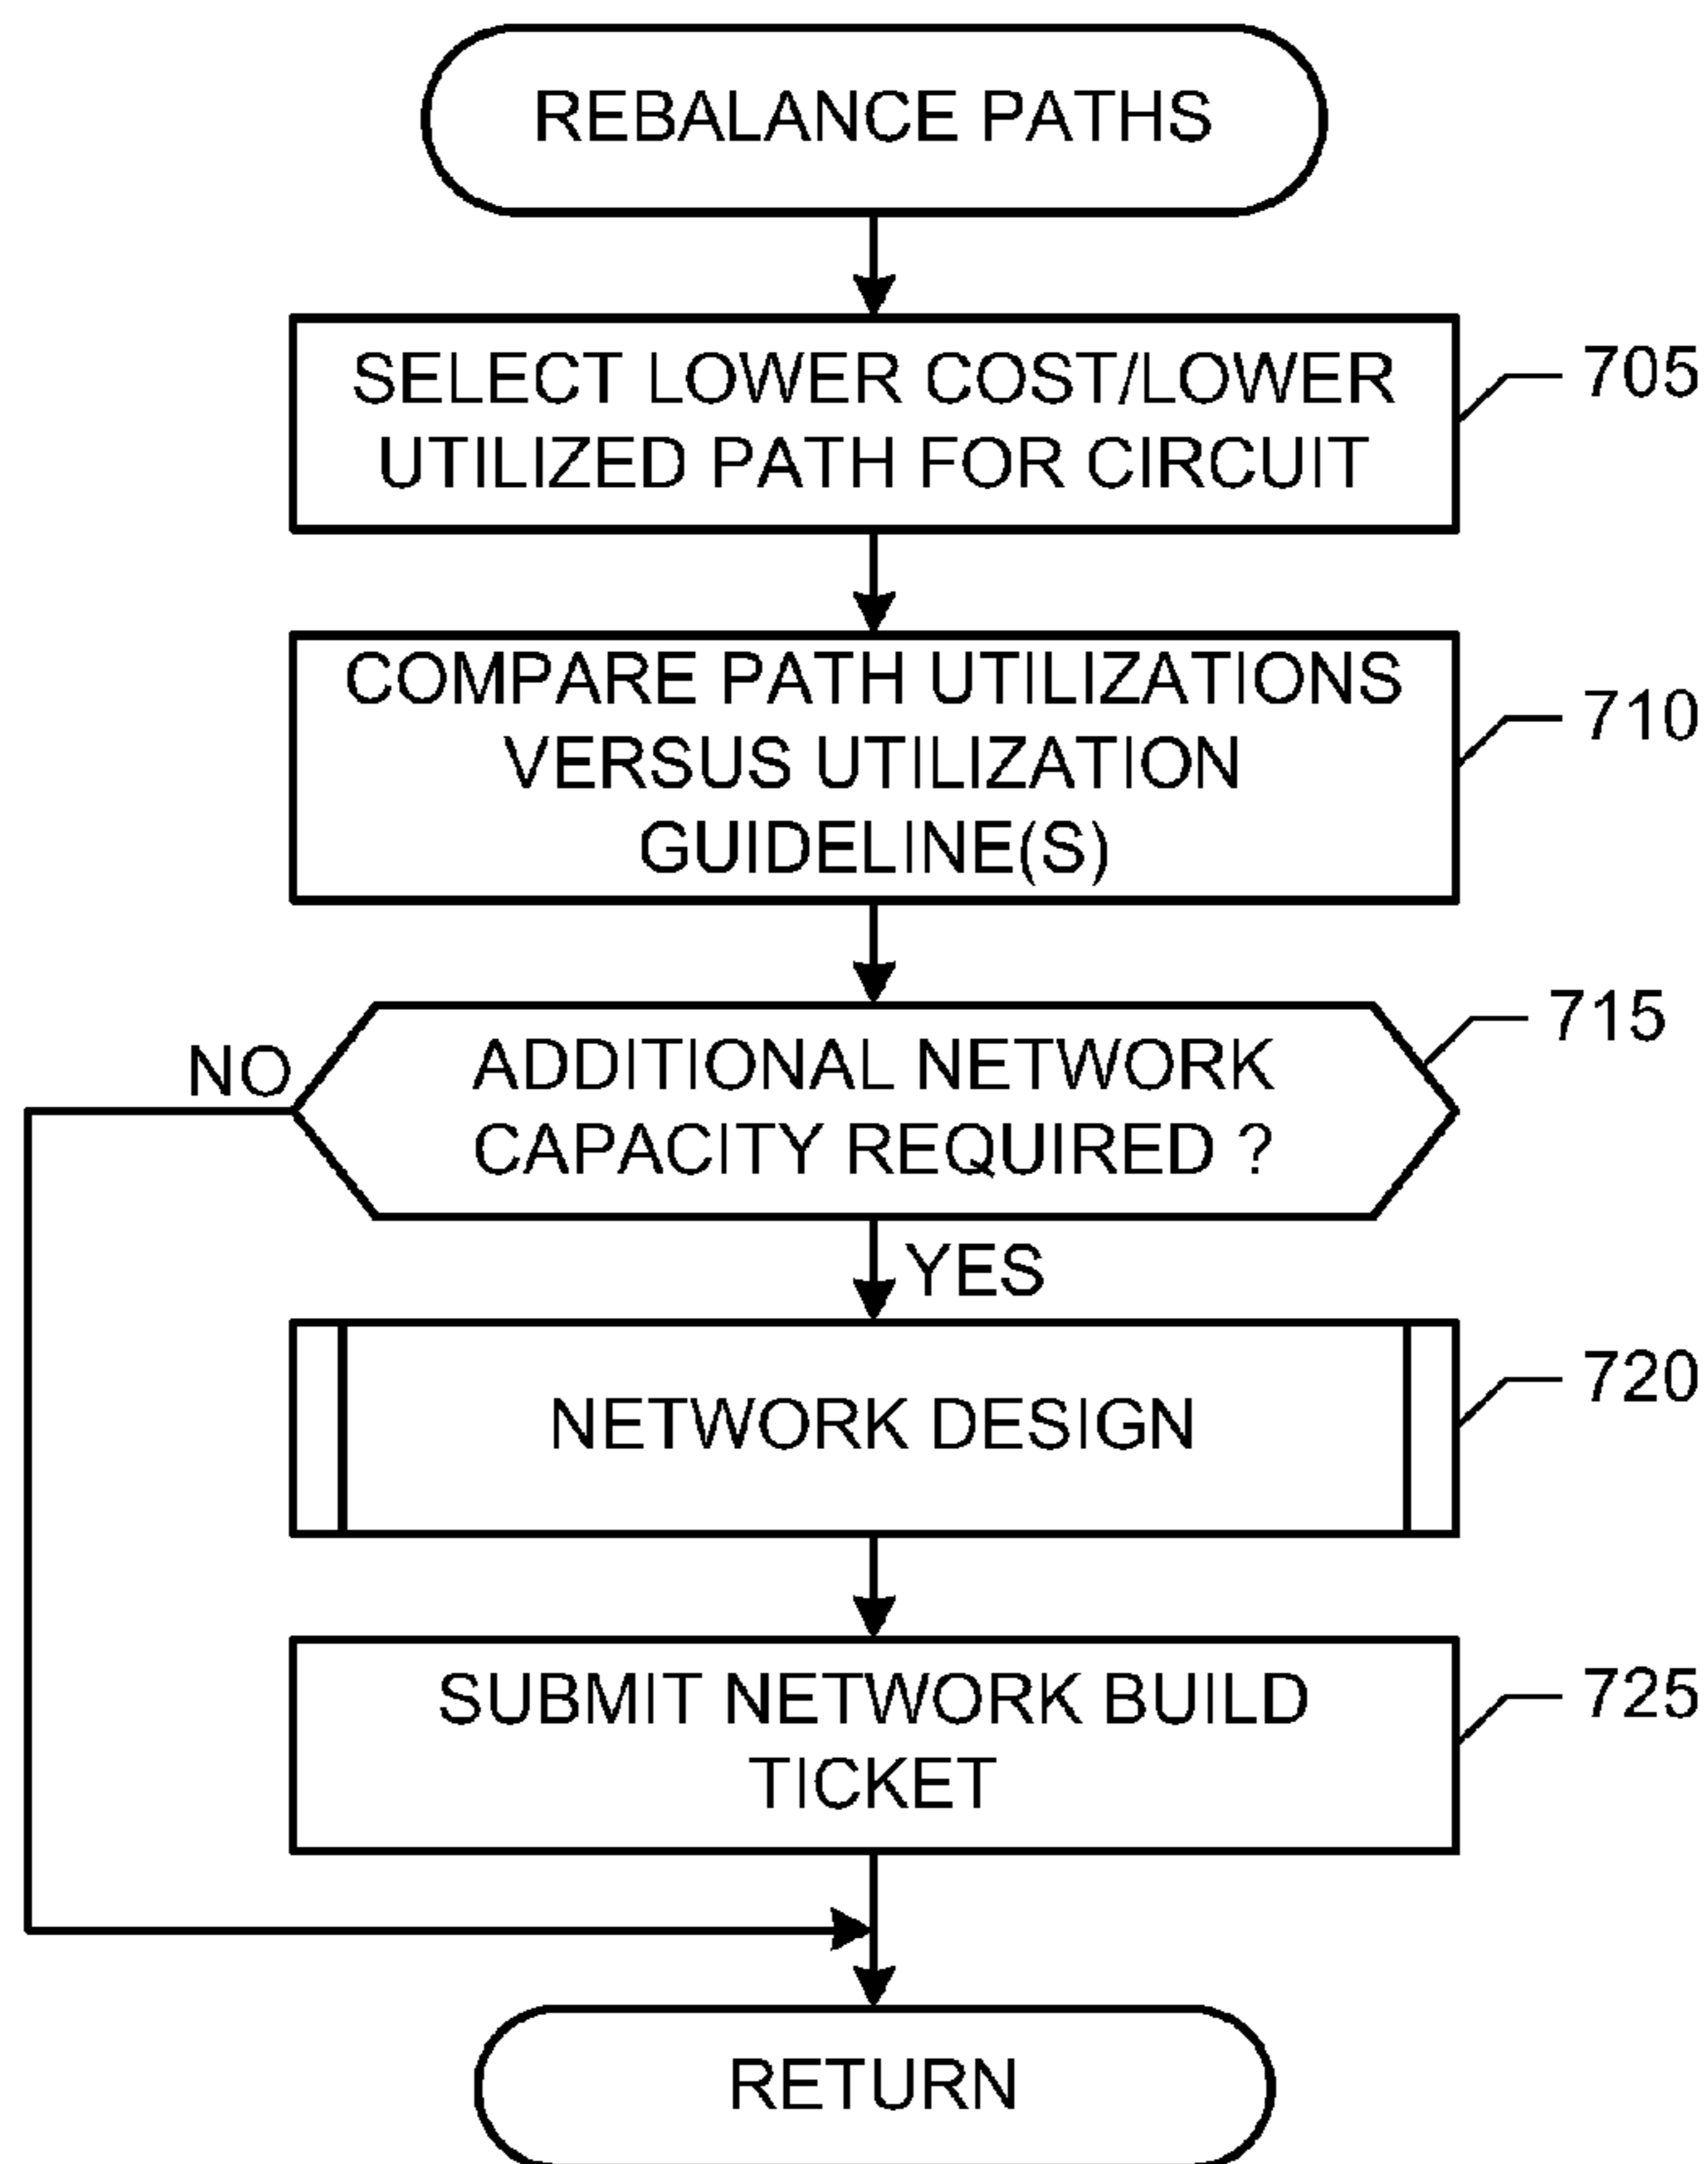 REBALANCE PATHS
SELECT LOWER COST/LOWER
UTILIZED PATH FOR CIRCUIT
705
COMPARE PATH UTILIZATIONS
VERSUS UTILIZATION
GUIDELINE(S)
710
ADDITIONAL NETWORK
CAPACITY REQUIRED ?
715
NO
YES
NETWORK DESIGN
720
SUBMIT NETWORK BUILD
TICKET
725
RETURN